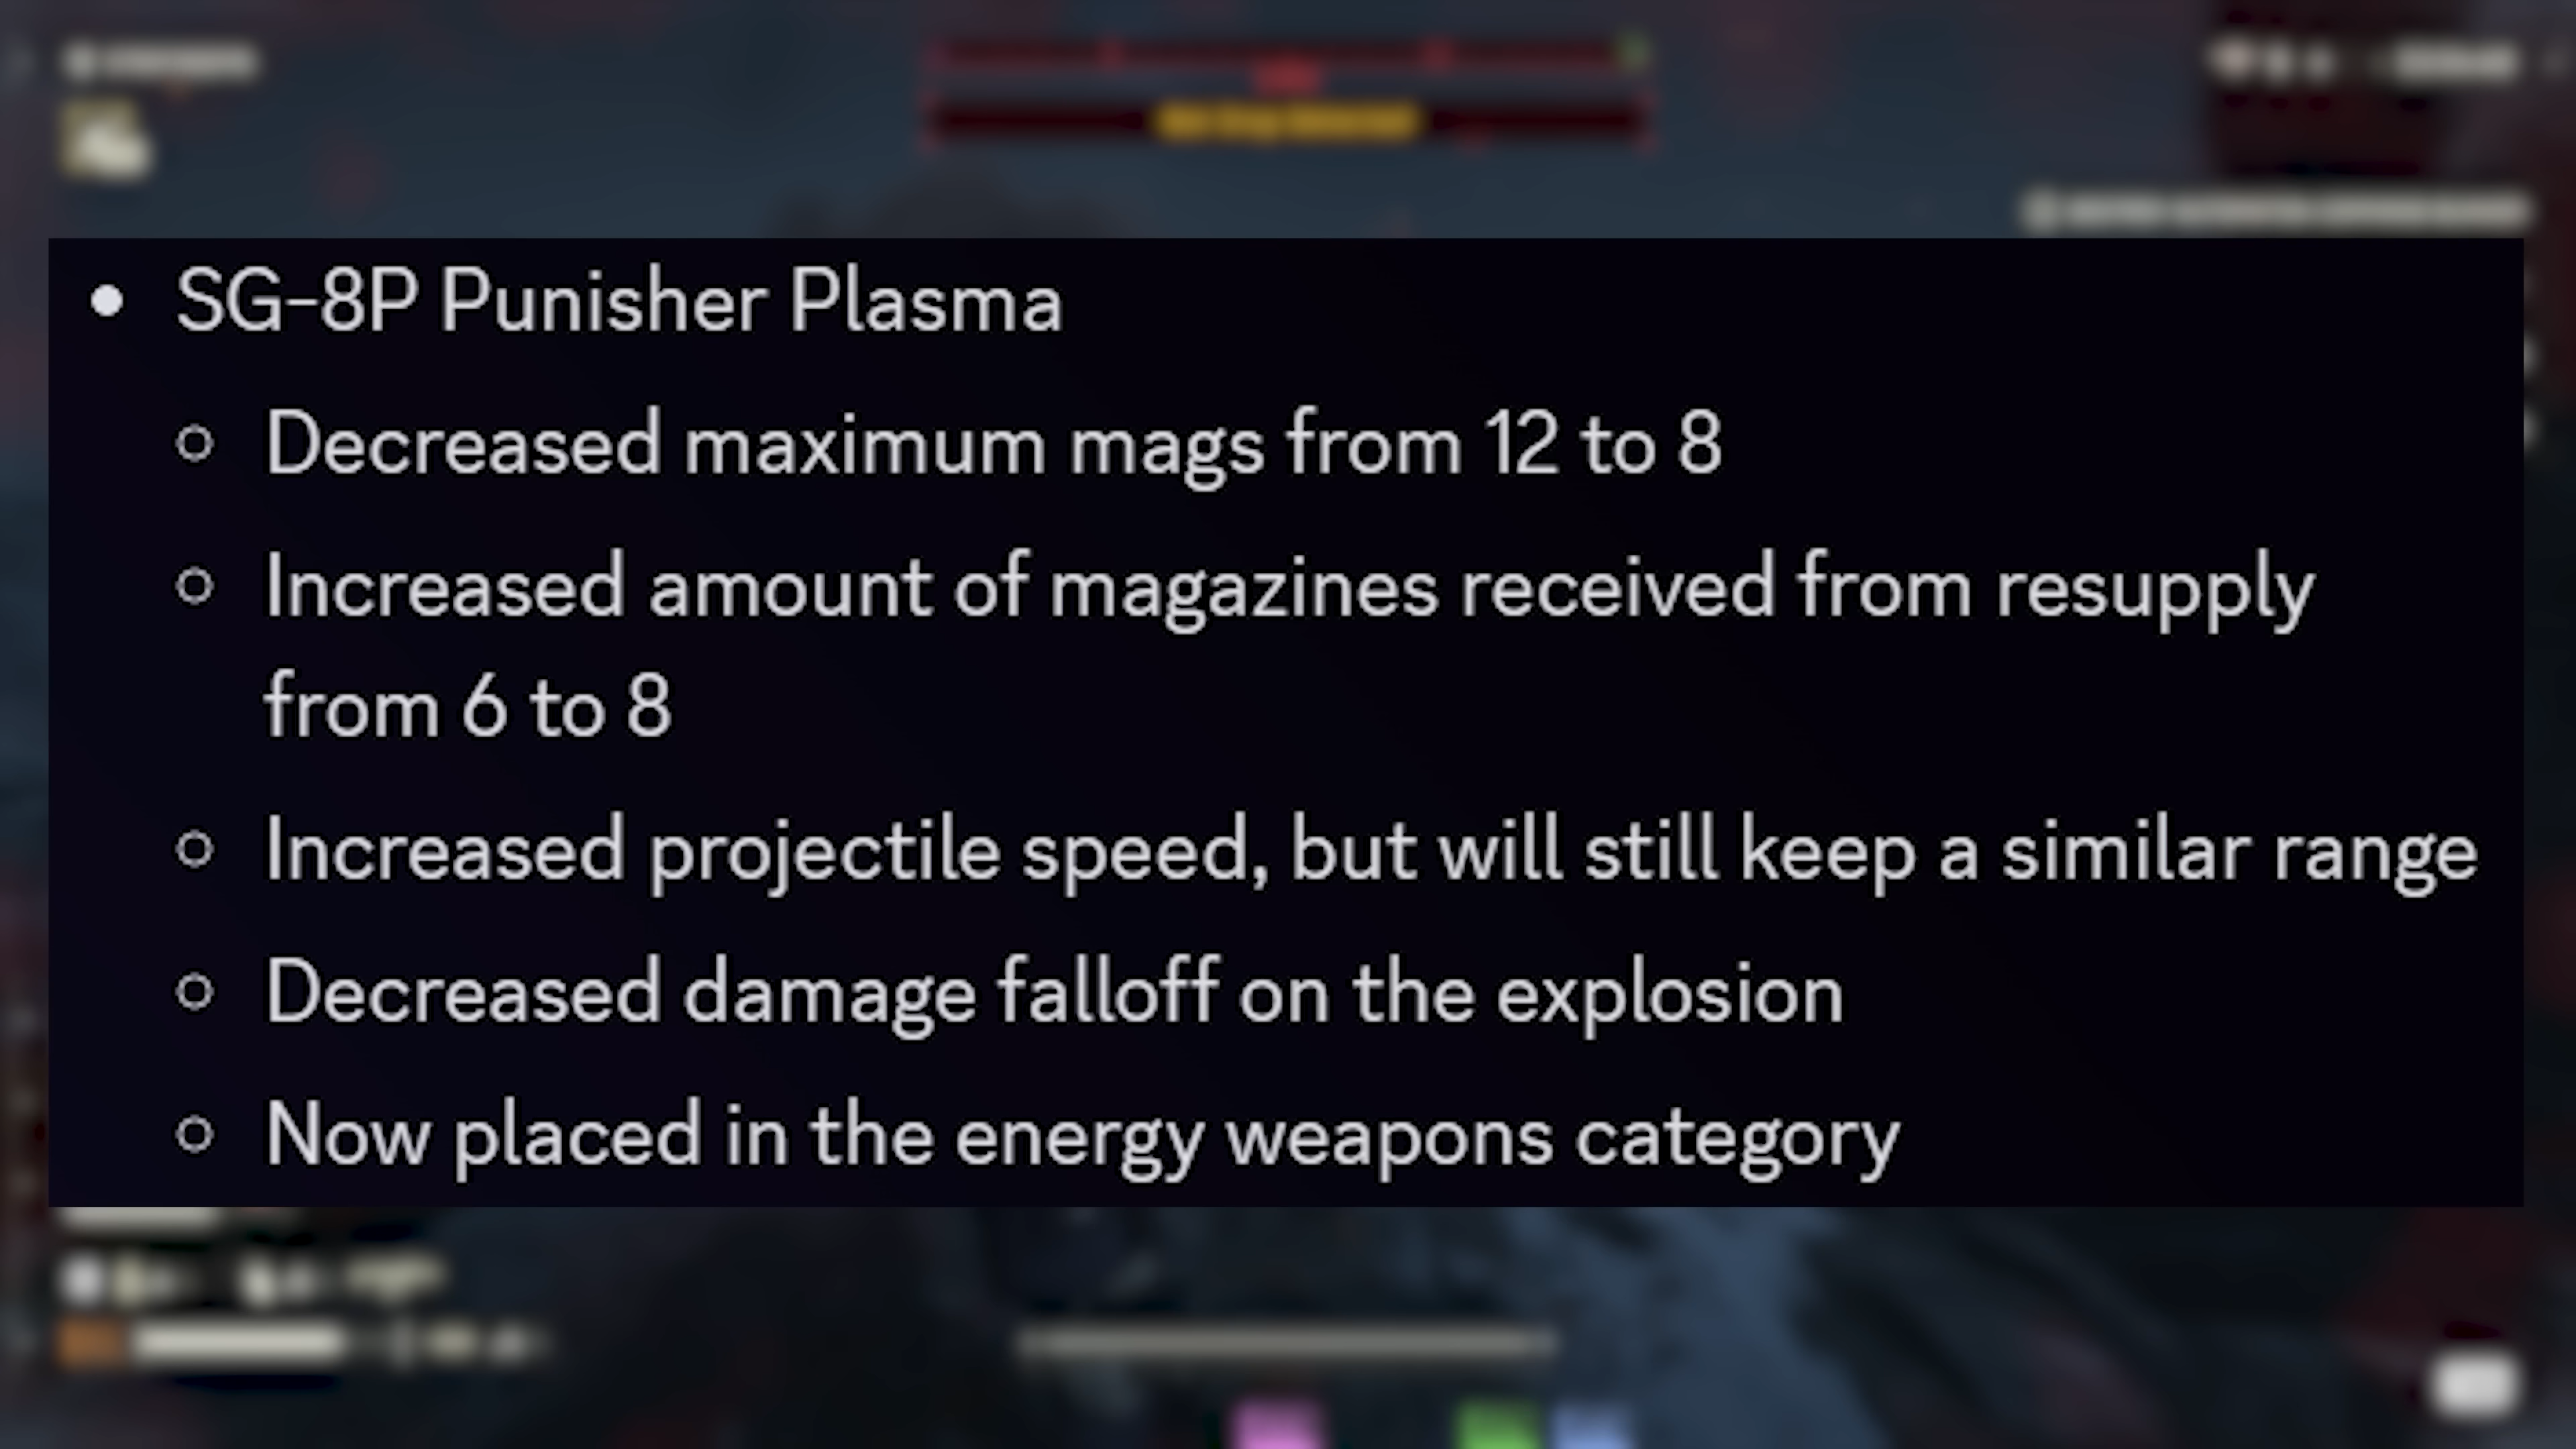 • SG-8P Punisher Plasma
○ Decreased maximum mags from 12 to 8
○ Increased amount of magazines received from resupply
from 6 to 8
○ Increased projectile speed, but will still keep a similar range
○ Decreased damage falloff on the explosion
○ Now placed in the energy weapons category